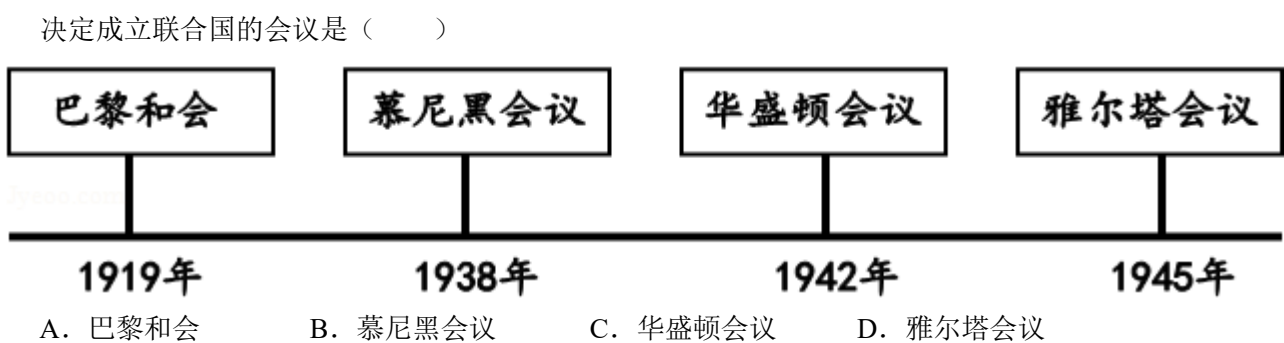 决定成立联合国的会议是（　　）
巴黎和会 慕尼黑会议 华盛顿会议 雅尔塔会议
1919年 1938年 1942年 1945年
A．巴黎和会 B．慕尼黑会议 C．华盛顿会议 D．雅尔塔会议